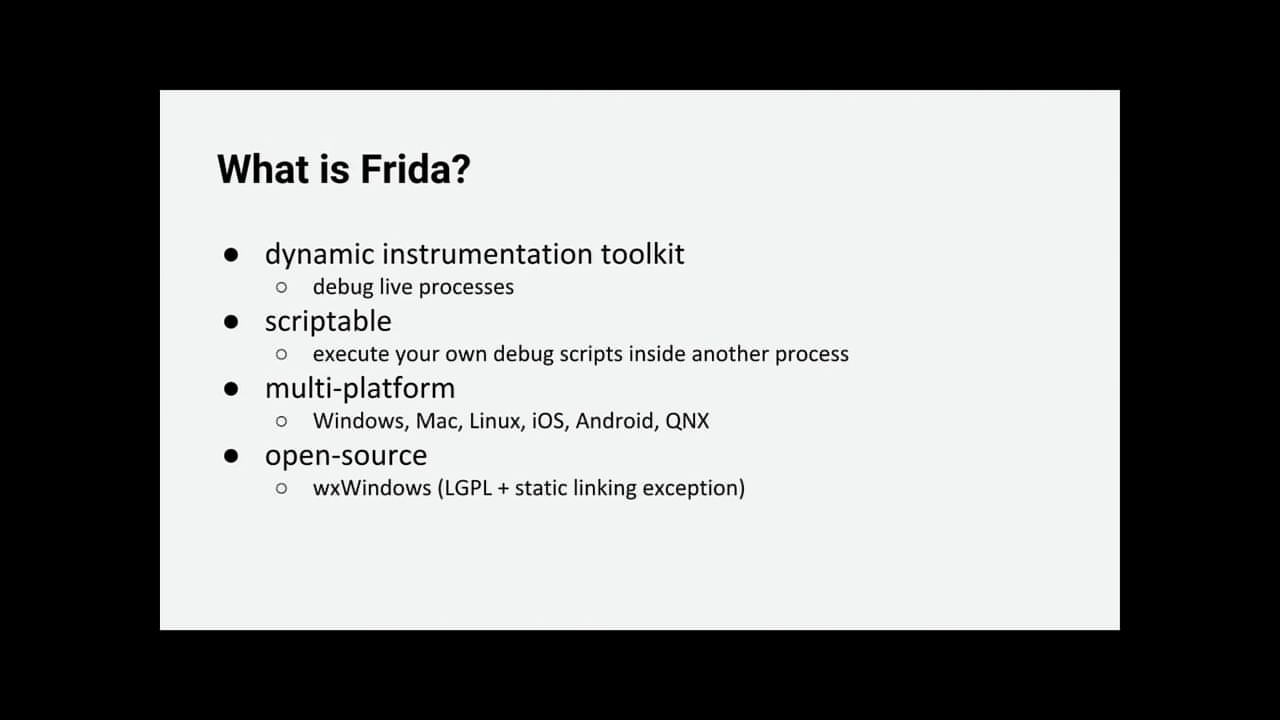 What is Frida?
● dynamic instrumentation toolkit
○ debug live processes
● scriptable
○ execute your own debug scripts inside another process
● multi-platform
○ Windows, Mac, Linux, iOS, Android, QNX
● open-source
○ wxWindows (LGPL + static linking exception)